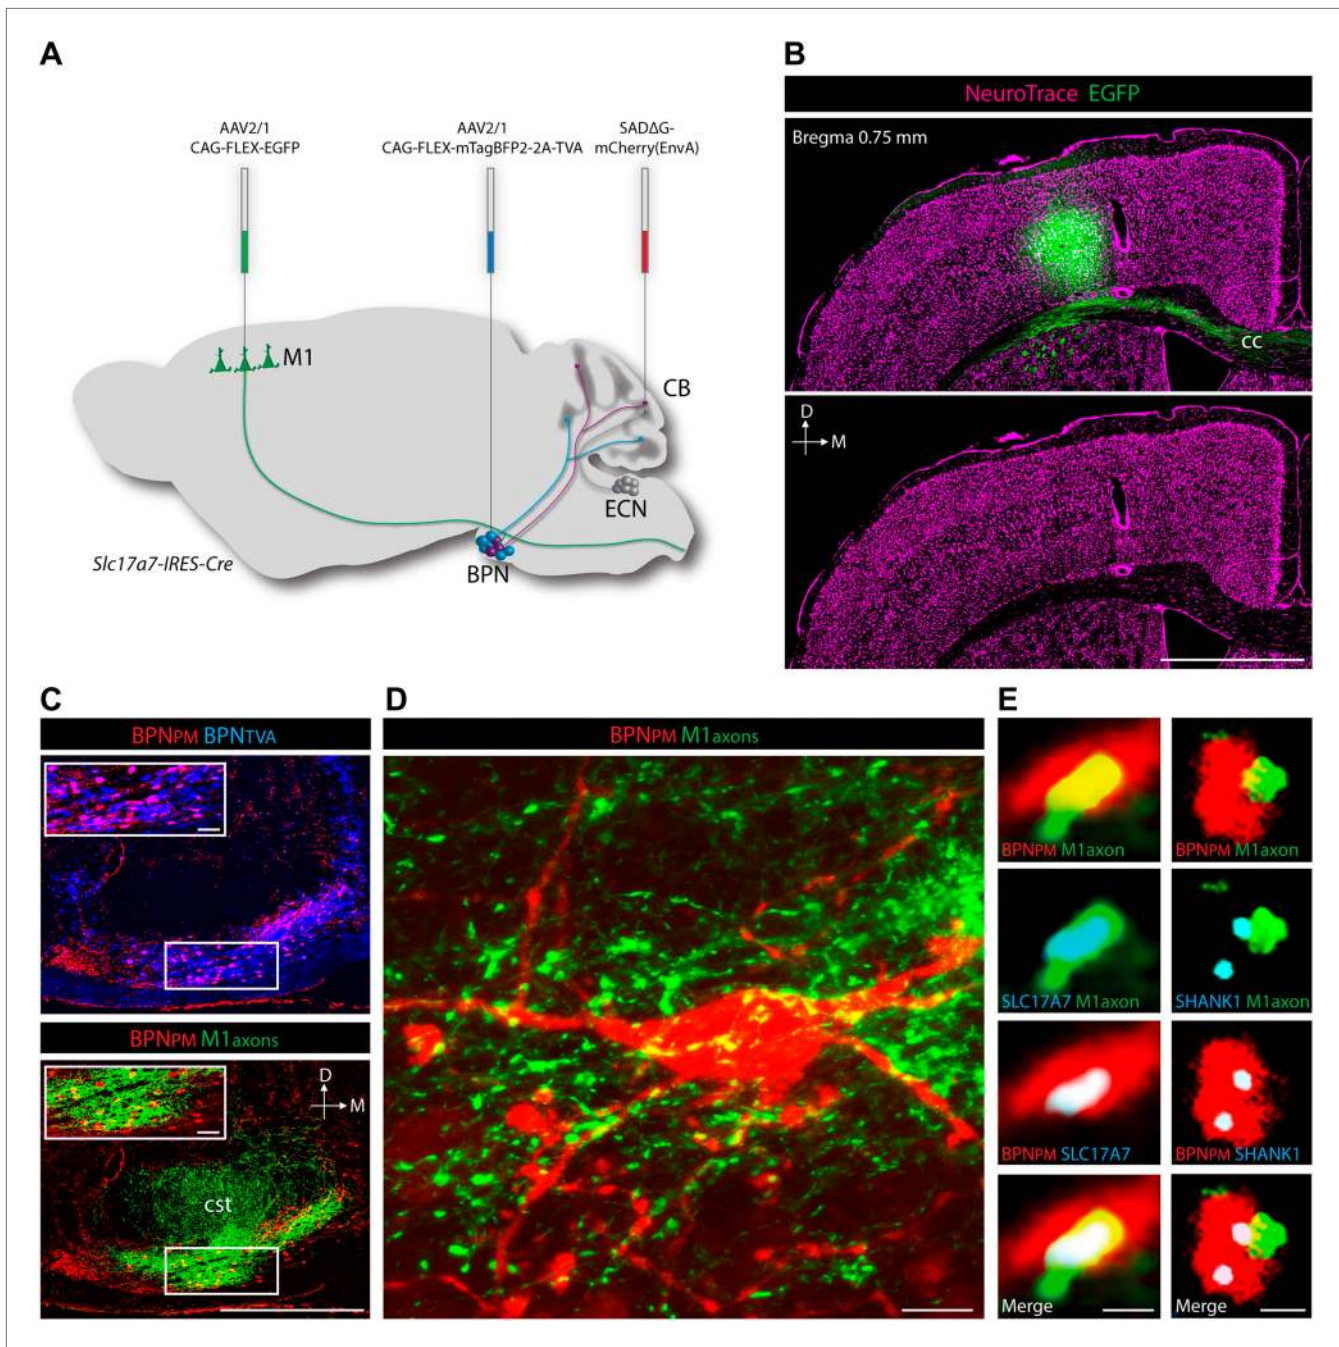 A
AAV2/1
CAG-FLEX-EGFP
AAV2/1
CAG-FLEX-mTagBFP2-2A-TVA
SADΔG-
mCherry(EnvA)
M1
CB
ECN
BPN
Slc17a7-IRES-Cre
B
NeuroTrace EGFP
Bregma 0.75 mm
cc
D
M
C
BPNPM BPNTVA
BPNPM M1axons
D
M
cst
D
BPNPM M1axons
E
BPNPM M1axon
BPNPM M1axon
SLC17A7 M1axon
SHANK1 M1axon
BPNPM SLC17A7
BPNPM SHANK1
Merge
Merge